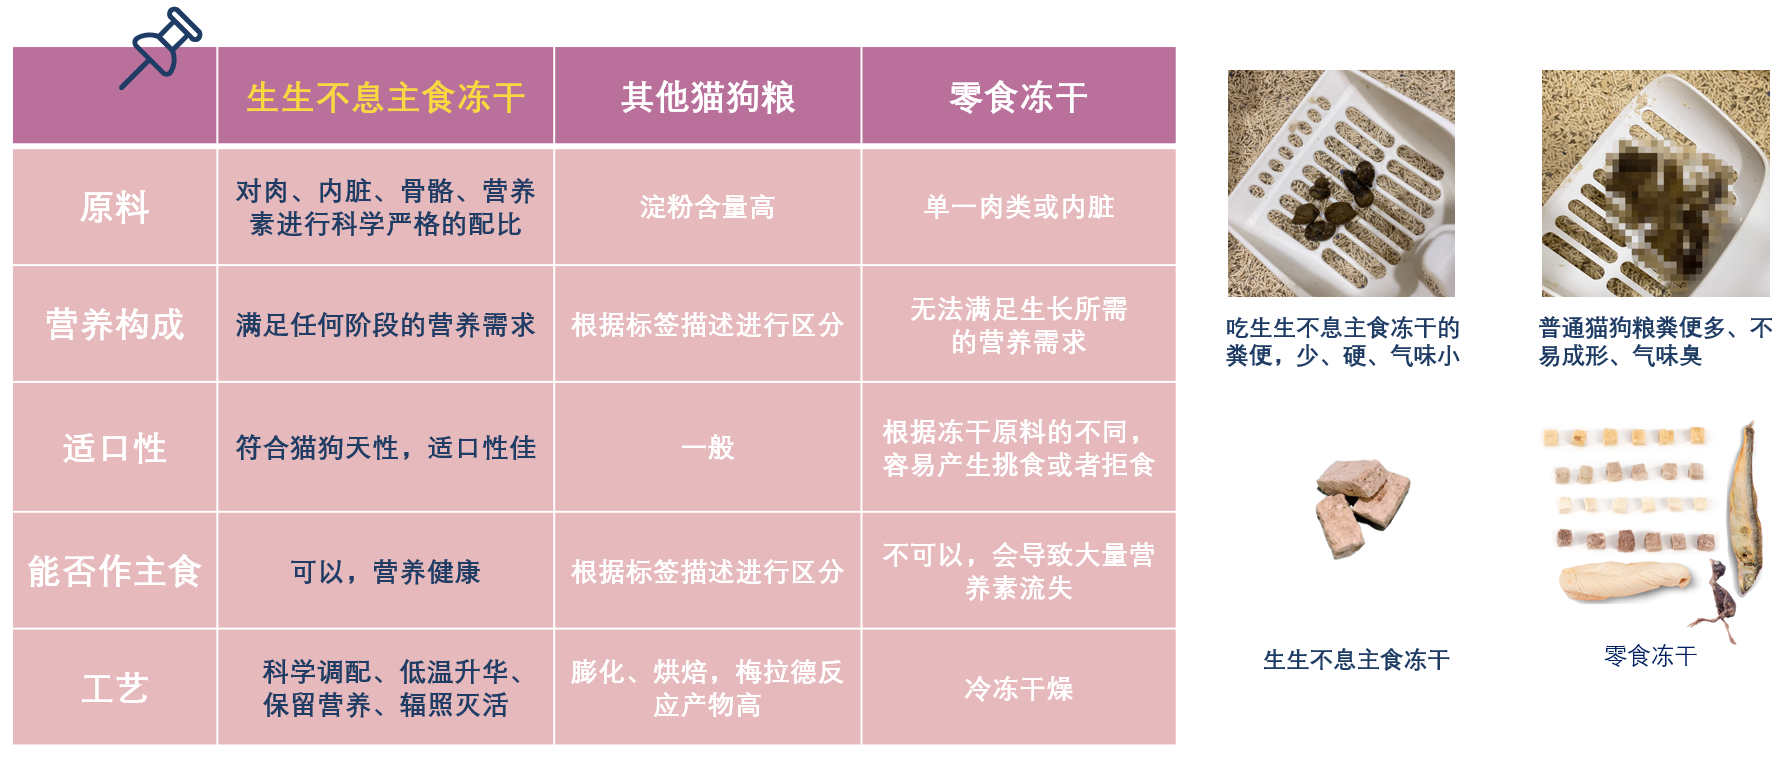 生生不息主食冻干
其他猫狗粮
零食冻干
原料
对肉、内脏、骨骼、营养
素进行科学严格的配比
淀粉含量高
单一肉类或内脏
营养构成
满足任何阶段的营养需求
根据标签描述进行区分
无法满足生长所需
的营养需求
适口性
符合猫狗天性，适口性佳
一般
根据冻干原料的不同，
容易产生挑食或者拒食
能否作主食
可以，营养健康
根据标签描述进行区分
不可以，会导致大量营
养素流失
工艺
科学调配、低温升华、
保留营养、辐照灭活
膨化、烘焙，梅拉德反
应产物高
冷冻干燥
吃生生不息主食冻干的
粪便，少、硬、气味小
普通猫狗粮粪便多、不
易成形、气味臭
生生不息主食冻干
零食冻干